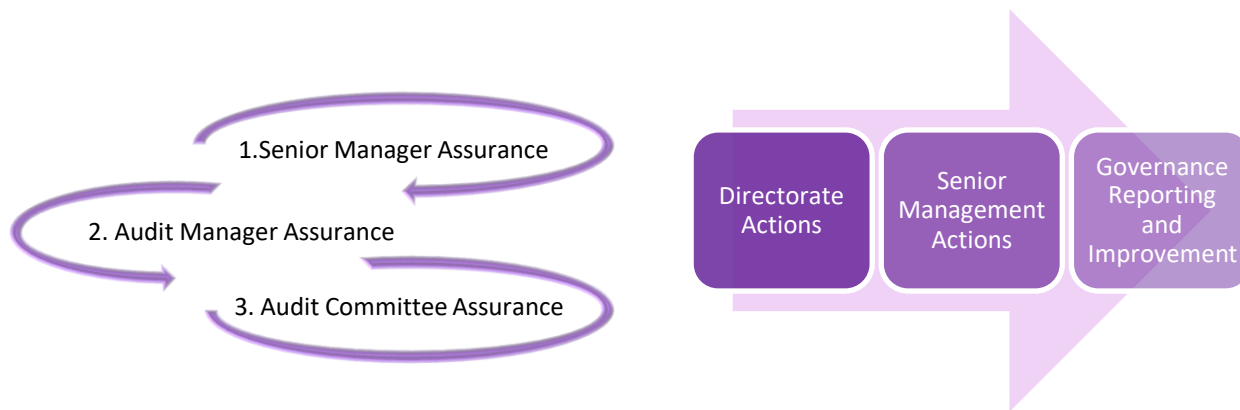 1.Senior Manager Assurance
2. Audit Manager Assurance
3. Audit Committee Assurance
Directorate
Actions
Senior
Management
Actions
Governance
Reporting
and
Improvement